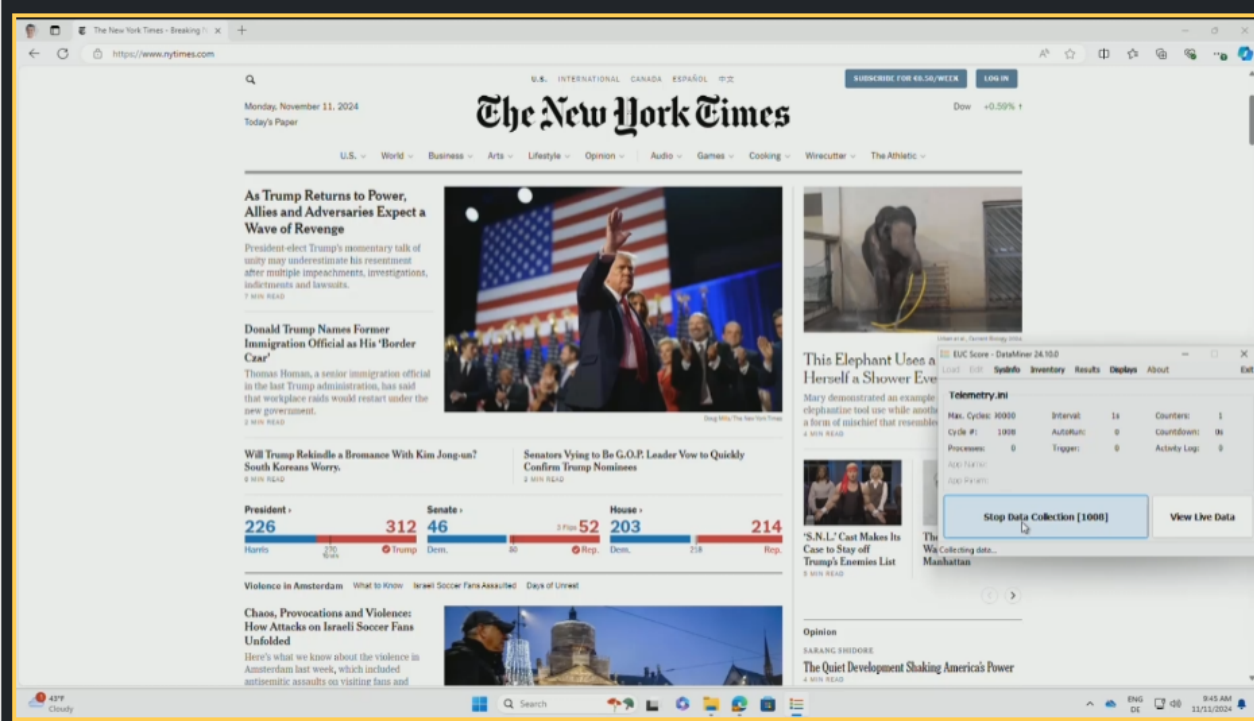 The New York Times - Breaking N
https://www.nytimes.com
U.S. INTERNATIONAL CANADA ESPAÑOL 中文
SUBSCRIBE FOR €0.50/WEEK LOG IN
Monday, November 11, 2024
Today's Paper
The New York Times
Dow +0.59% ↑
U.S. World Business Arts Lifestyle Opinion Audio Games Cooking Wirecutter The Athletic
As Trump Returns to Power,
Allies and Adversaries Expect a
Wave of Revenge
President-elect Trump's momentary talk of
unity may underestimate his resentment
after multiple impeachments, investigations,
indictments and lawsuits.
7 MIN READ
Donald Trump Names Former
Immigration Official as His 'Border
Czar'
Thomas Homan, a senior immigration official
in the last Trump administration, has said
that workplace raids would restart under the
new government.
3 MIN READ
Doug Mills/The New York Times
Will Trump Rekindle a Bromance With Kim Jong-un?
South Koreans Worry.
Senators Vying to Be G.O.P. Leader Vow to Quickly
Confirm Trump Nominees
President ›
226 312
Harris 270 Trump
Senate ›
46 52
Dem. 50 Rep.
House ›
203 214
Dem. 218 Rep.
Violence in Amsterdam What to Know Israeli Soccer Fans Assaulted Days of Unrest
Chaos, Provocations and Violence:
How Attacks on Israeli Soccer Fans
Unfolded
Here's what we know about the violence in
Amsterdam last week, which included
antisemitic assaults on visiting fans and
This Elephant Uses a
Herself a Shower Eve
Mary demonstrated an example
elephantine tool use while anoth
a form of mischief that resemble
4 MIN READ
'S.N.L.' Cast Makes Its
Case to Stay off
Trump's Enemies List
Manhattan
Opinion
SARANG SHIDORE
The Quiet Development Shaking America's Power
4 MIN READ
EUC Score - DataMiner 24.10.0
Load Edit SysInfo Inventory Results Displays About Exit
Telemetry.ini
Max. Cycles: Interval: 1s Counters: 1
Cycle #: 1008 AutoRun: 0 Countdown: 0s
Processes: 0 Trigger: 0 Activity Log: 0
App Name:
App Param:
Stop Data Collection [1008] View Live Data
Collecting data...
43°F
Cloudy
Search
ENG
DE
9:45 AM
11/11/2024